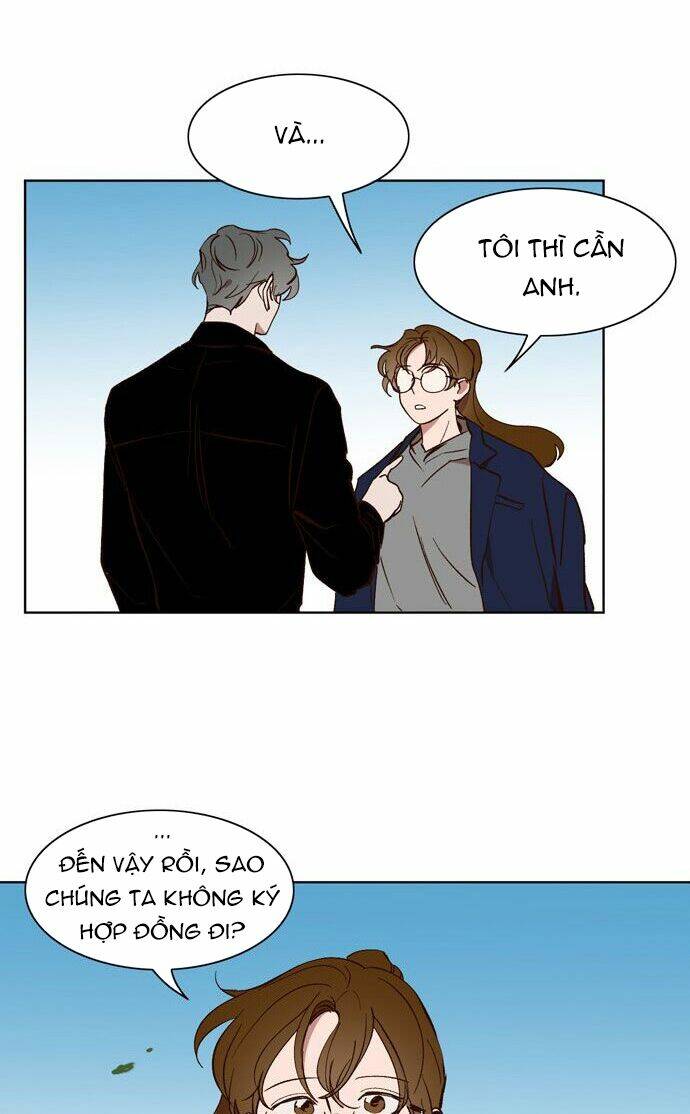 VÀ...
TÔI THÌ CẦN
ANH.
...
ĐẾN VẬY RỒI, SAO
CHÚNG TA KHÔNG KÝ
HỢP ĐỒNG ĐI?